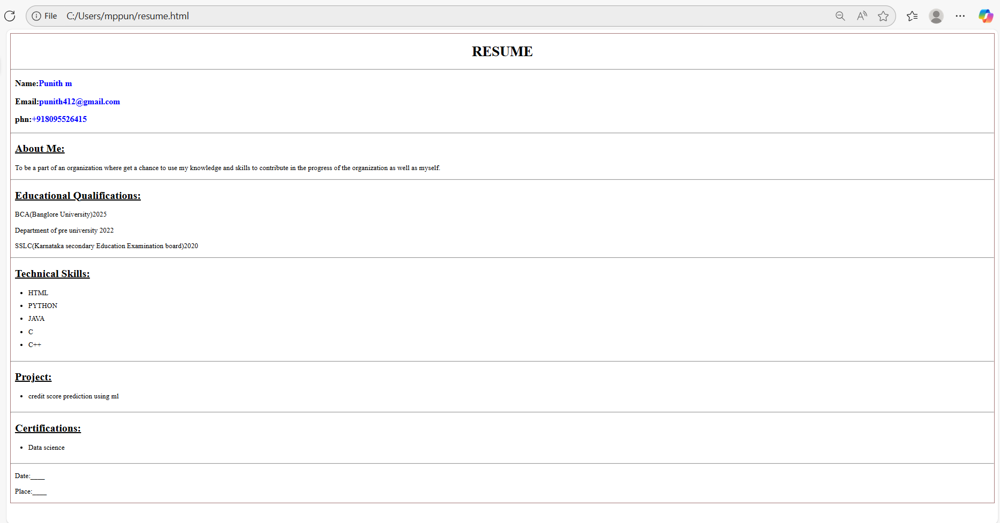 File C:/Users/mppun/resume.html
RESUME
Name:Punith m
Email:punith412@gmail.com
phn:+918095526415
About Me:
To be a part of an organization where get a chance to use my knowledge and skills to contribute in the progress of the organization as well as myself.
Educational Qualifications:
BCA(Banglore University)2025
Department of pre university 2022
SSLC(Karnataka secondary Education Examination board)2020
Technical Skills:
• HTML
• PYTHON
• JAVA
• C
• C++
Project:
• credit score prediction using ml
Certifications:
• Data science
Date:____
Place:____